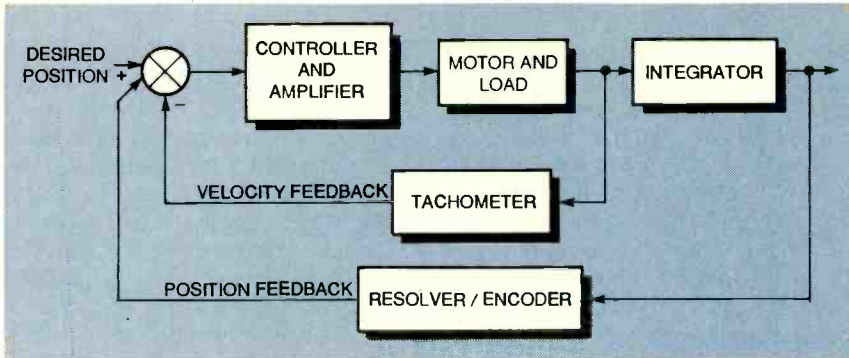 DESIRED
POSITION
+
−
CONTROLLER
AND
AMPLIFIER
MOTOR AND
LOAD
INTEGRATOR
VELOCITY FEEDBACK
TACHOMETER
POSITION FEEDBACK
RESOLVER / ENCODER